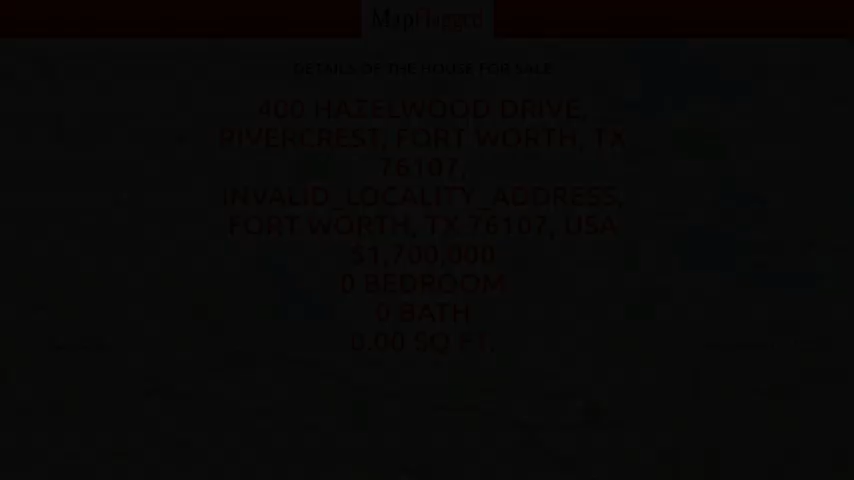 MapFlagged
DETAILS OF THE HOUSE FOR SALE
400 HAZELWOOD DRIVE,
RIVERCREST, FORT WORTH, TX
76107,
INVALID_LOCALITY_ADDRESS,
FORT WORTH, TX 76107, USA
$1,700,000
0 BEDROOM
0 BATH
0.00 SQ FT.